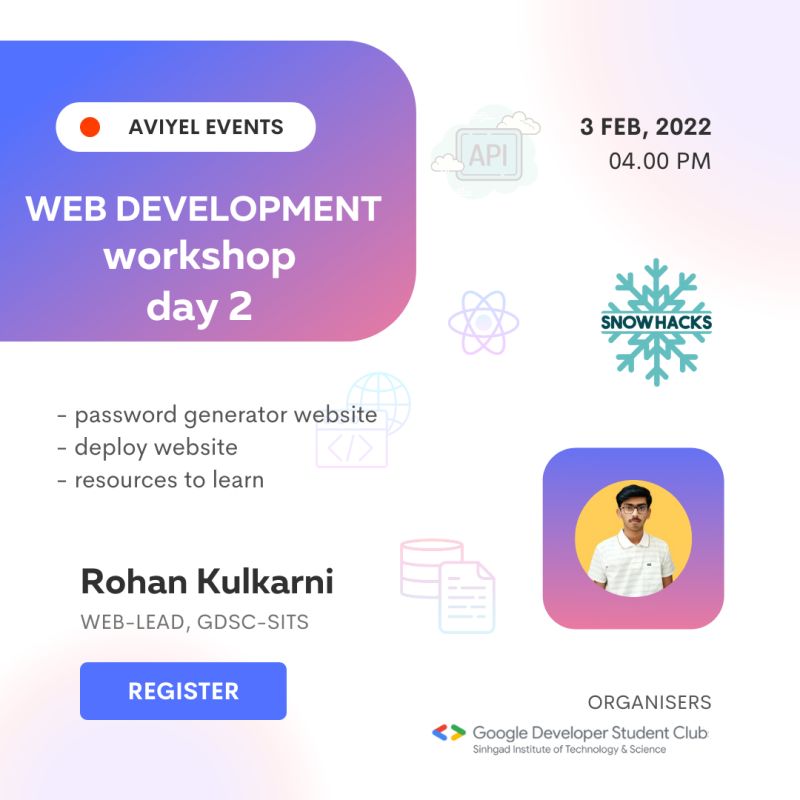 AVIYEL EVENTS
WEB DEVELOPMENT
workshop
day 2
3 FEB, 2022
04.00 PM
API
SNOWHACKS
- password generator website
- deploy website
- resources to learn
</>
Rohan Kulkarni
WEB-LEAD, GDSC-SITS
REGISTER
ORGANISERS
Google Developer Student Club
Sinhgad Institute of Technology & Science